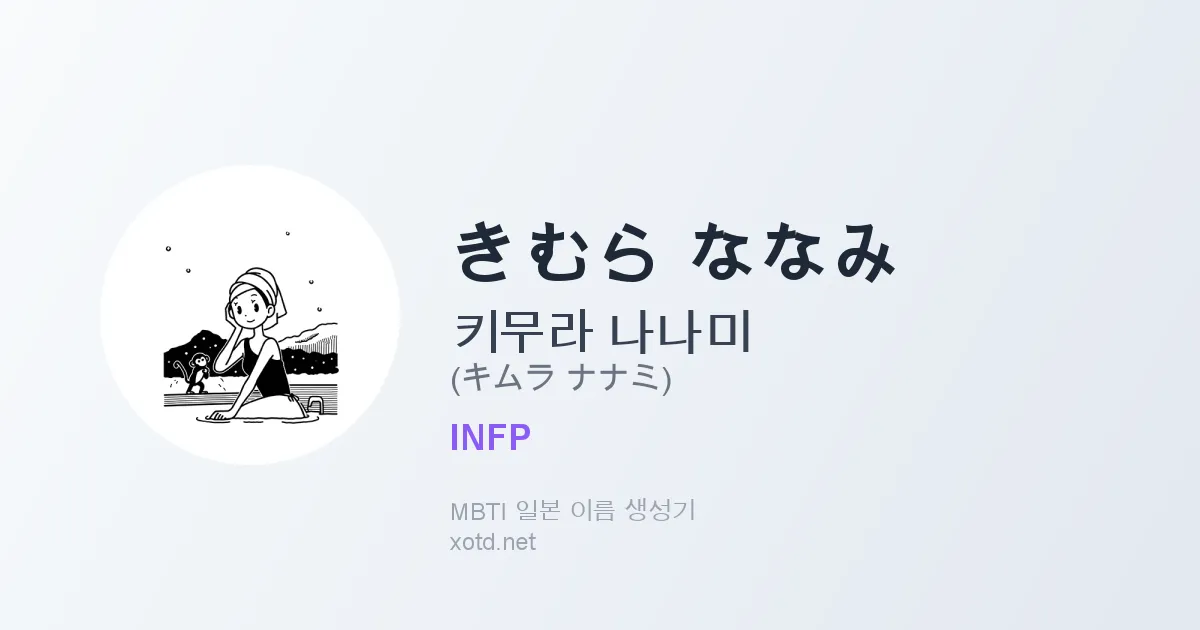 きむら ななみ
키무라 나나미
(キムラ ナナミ)
INFP
MBTI 일본 이름 생성기
xotd.net